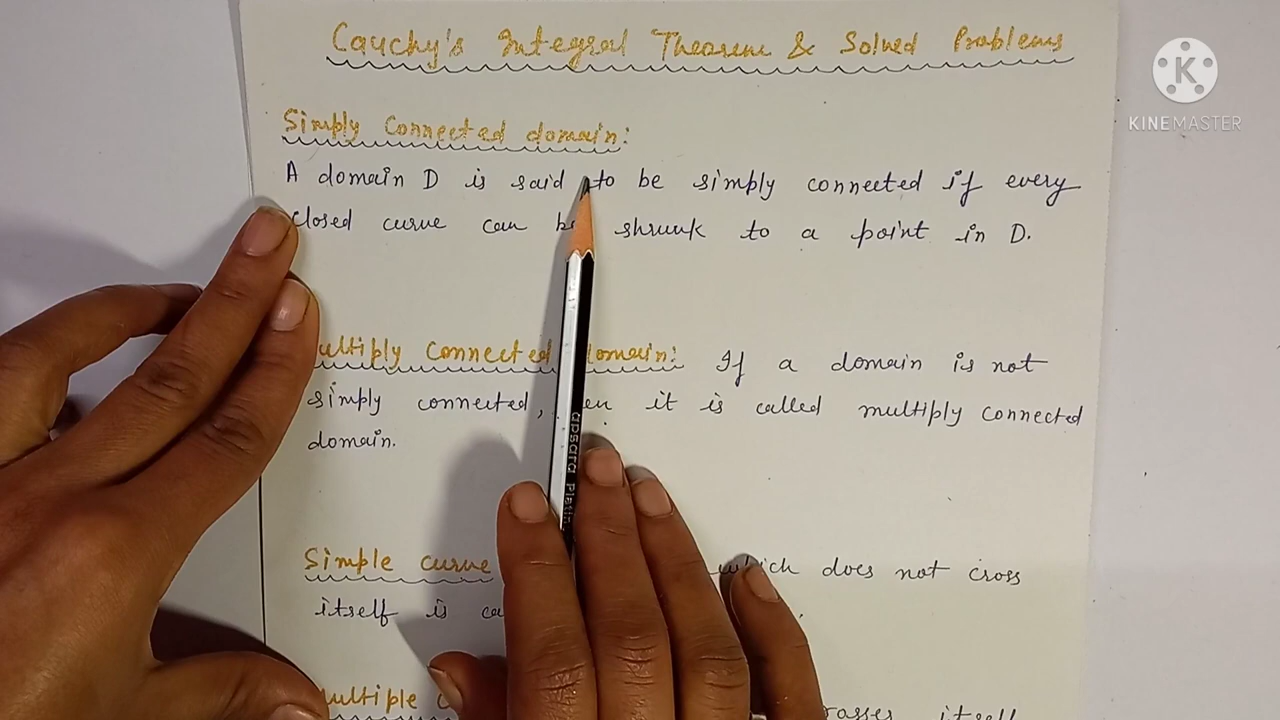 Cauchy's Integral Theorem & Solved Problems
KINEMASTER
Simply Connected domain:
A domain D is said to be simply connected if every
closed curve can be shrunk to a point in D.
Connected domain: If a domain is not
simply connected, it is called multiply connected
domain.
apsara
Simple curve which does not cross
itself is
itself